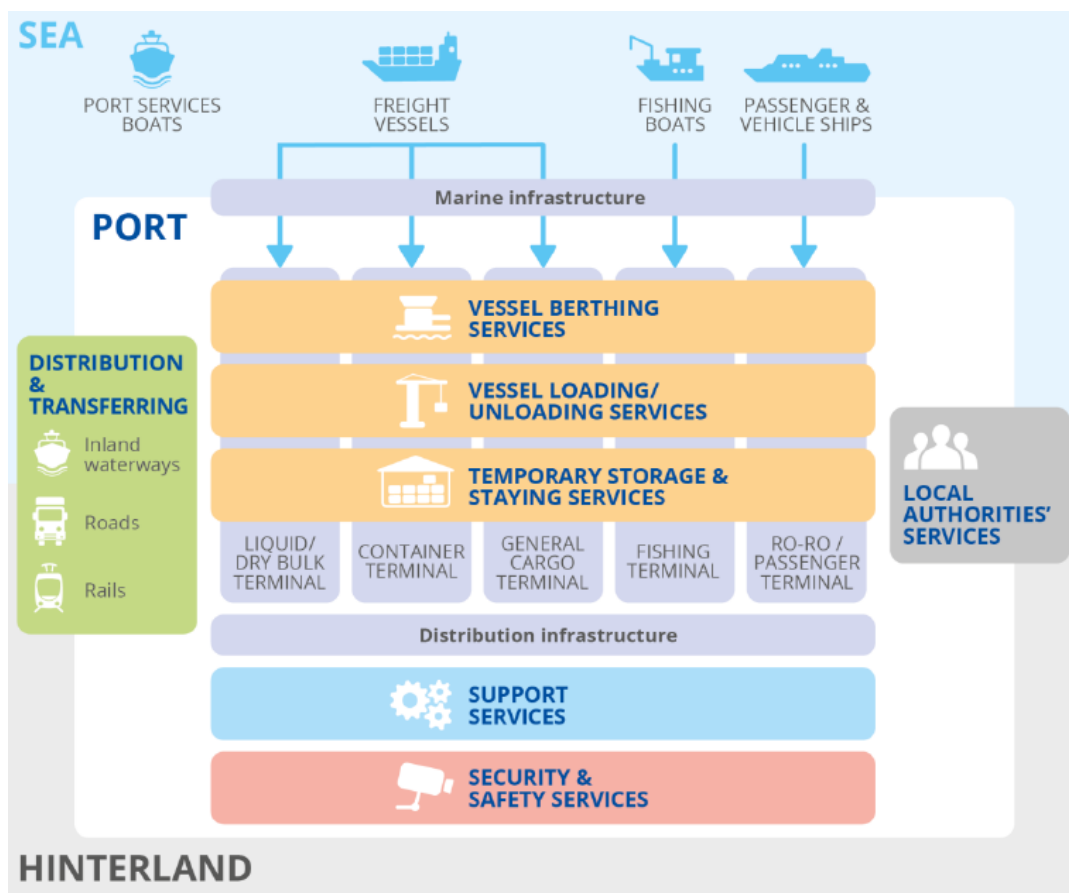 SEA
PORT SERVICES
BOATS
FREIGHT
VESSELS
FISHING
BOATS
PASSENGER &
VEHICLE SHIPS
Marine infrastructure
PORT
VESSEL BERTHING
SERVICES
VESSEL LOADING/
UNLOADING SERVICES
TEMPORARY STORAGE &
STAYING SERVICES
LIQUID/
DRY BULK
TERMINAL
CONTAINER
TERMINAL
GENERAL
CARGO
TERMINAL
FISHING
TERMINAL
RO-RO /
PASSENGER
TERMINAL
DISTRIBUTION
&
TRANSFERRING
Inland
waterways
Roads
Rails
LOCAL
AUTHORITIES’
SERVICES
Distribution infrastructure
SUPPORT
SERVICES
SECURITY &
SAFETY SERVICES
HINTERLAND